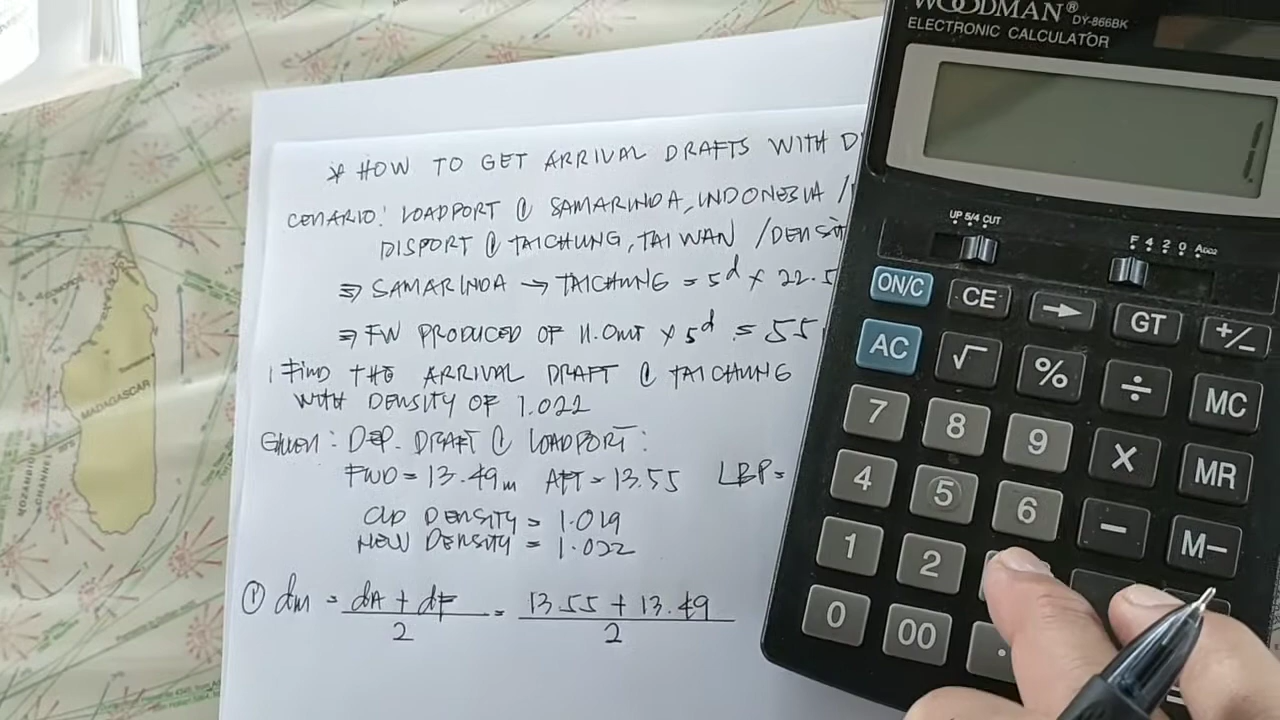 * HOW TO GET ARRIVAL DRAFTS WITH D
CENARIO: LOADPORT @ SAMARINDA, INDONESIA /
DISPORT @ TAICHUNG, TAIWAN / DENSIT
⇒ SAMARINDA → TAICHUNG = 5d × 22.5
⇒ FW PRODUCED OF 11.0mt × 5d = 55
Find THE ARRIVAL DRAFT @ TAICHUNG
WITH DENSITY OF 1.022
GIVEN: DEP. DRAFT @ LOADPORT:
FWD = 13.49m AFT = 13.55 LBP =
OLD DENSITY = 1.019
NEW DENSITY = 1.022
① dm = dA + dF / 2 = 13.55 + 13.49 / 2
WOODMAN® DY-866BK
ELECTRONIC CALCULATOR
UP 5/4 CUT F 4 2 0 ADD2
ON/C CE → GT +/−
AC √ % ÷ MC
7 8 9 × MR
4 5 6 − M−
1 2
0 00 .
MADAGASCAR